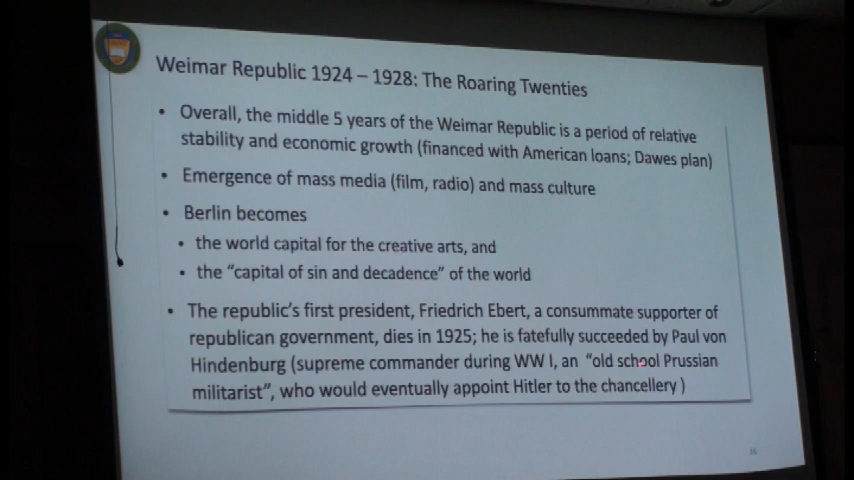 Weimar Republic 1924 – 1928: The Roaring Twenties
• Overall, the middle 5 years of the Weimar Republic is a period of relative
stability and economic growth (financed with American loans; Dawes plan)
• Emergence of mass media (film, radio) and mass culture
• Berlin becomes
• the world capital for the creative arts, and
• the “capital of sin and decadence” of the world
• The republic’s first president, Friedrich Ebert, a consummate supporter of
republican government, dies in 1925; he is fatefully succeeded by Paul von
Hindenburg (supreme commander during WW I, an “old school Prussian
militarist”, who would eventually appoint Hitler to the chancellery )